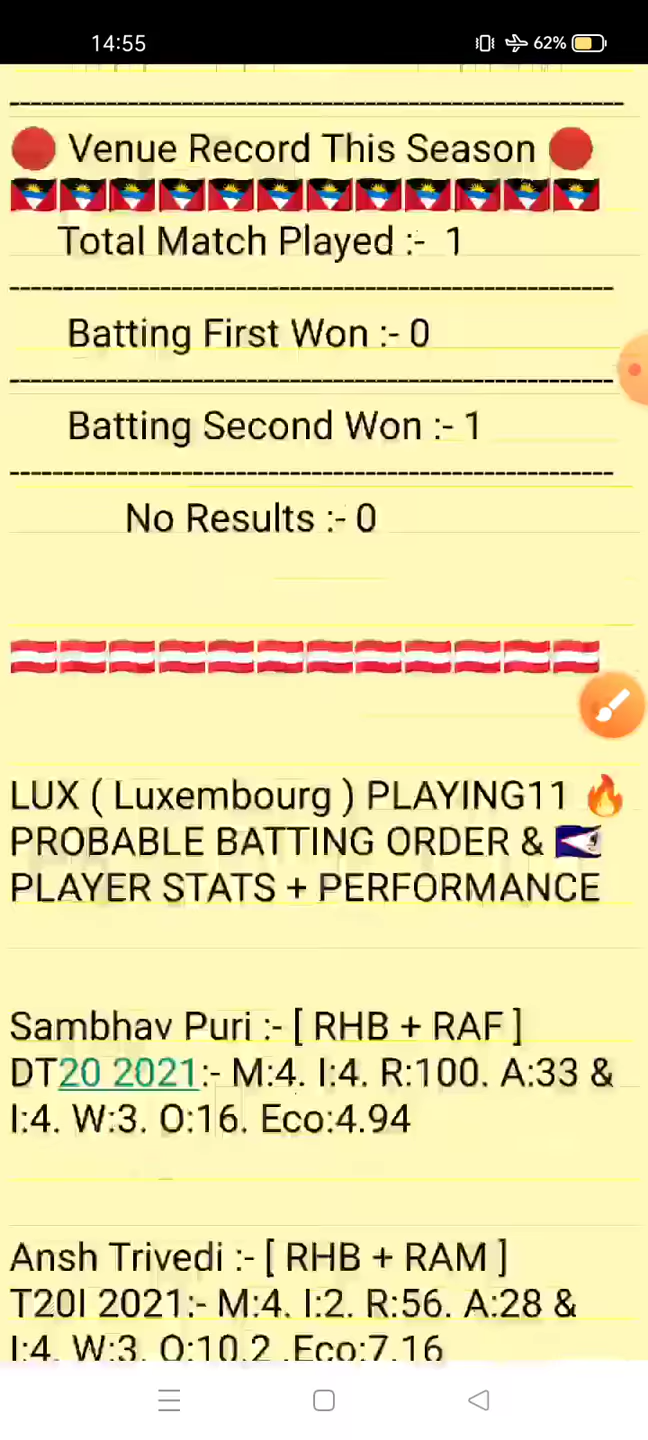 14:55
62%
Venue Record This Season
Total Match Played :- 1
Batting First Won :- 0
Batting Second Won :- 1
No Results :- 0
LUX ( Luxembourg ) PLAYING11 🔥
PROBABLE BATTING ORDER & 🇦🇸
PLAYER STATS + PERFORMANCE
Sambhav Puri :- [ RHB + RAF ]
DT20 2021:- M:4. I:4. R:100. A:33 &
I:4. W:3. O:16. Eco:4.94
Ansh Trivedi :- [ RHB + RAM ]
T20I 2021:- M:4. I:2. R:56. A:28 &
I:4. W:3. O:10.2 .Eco:7.16